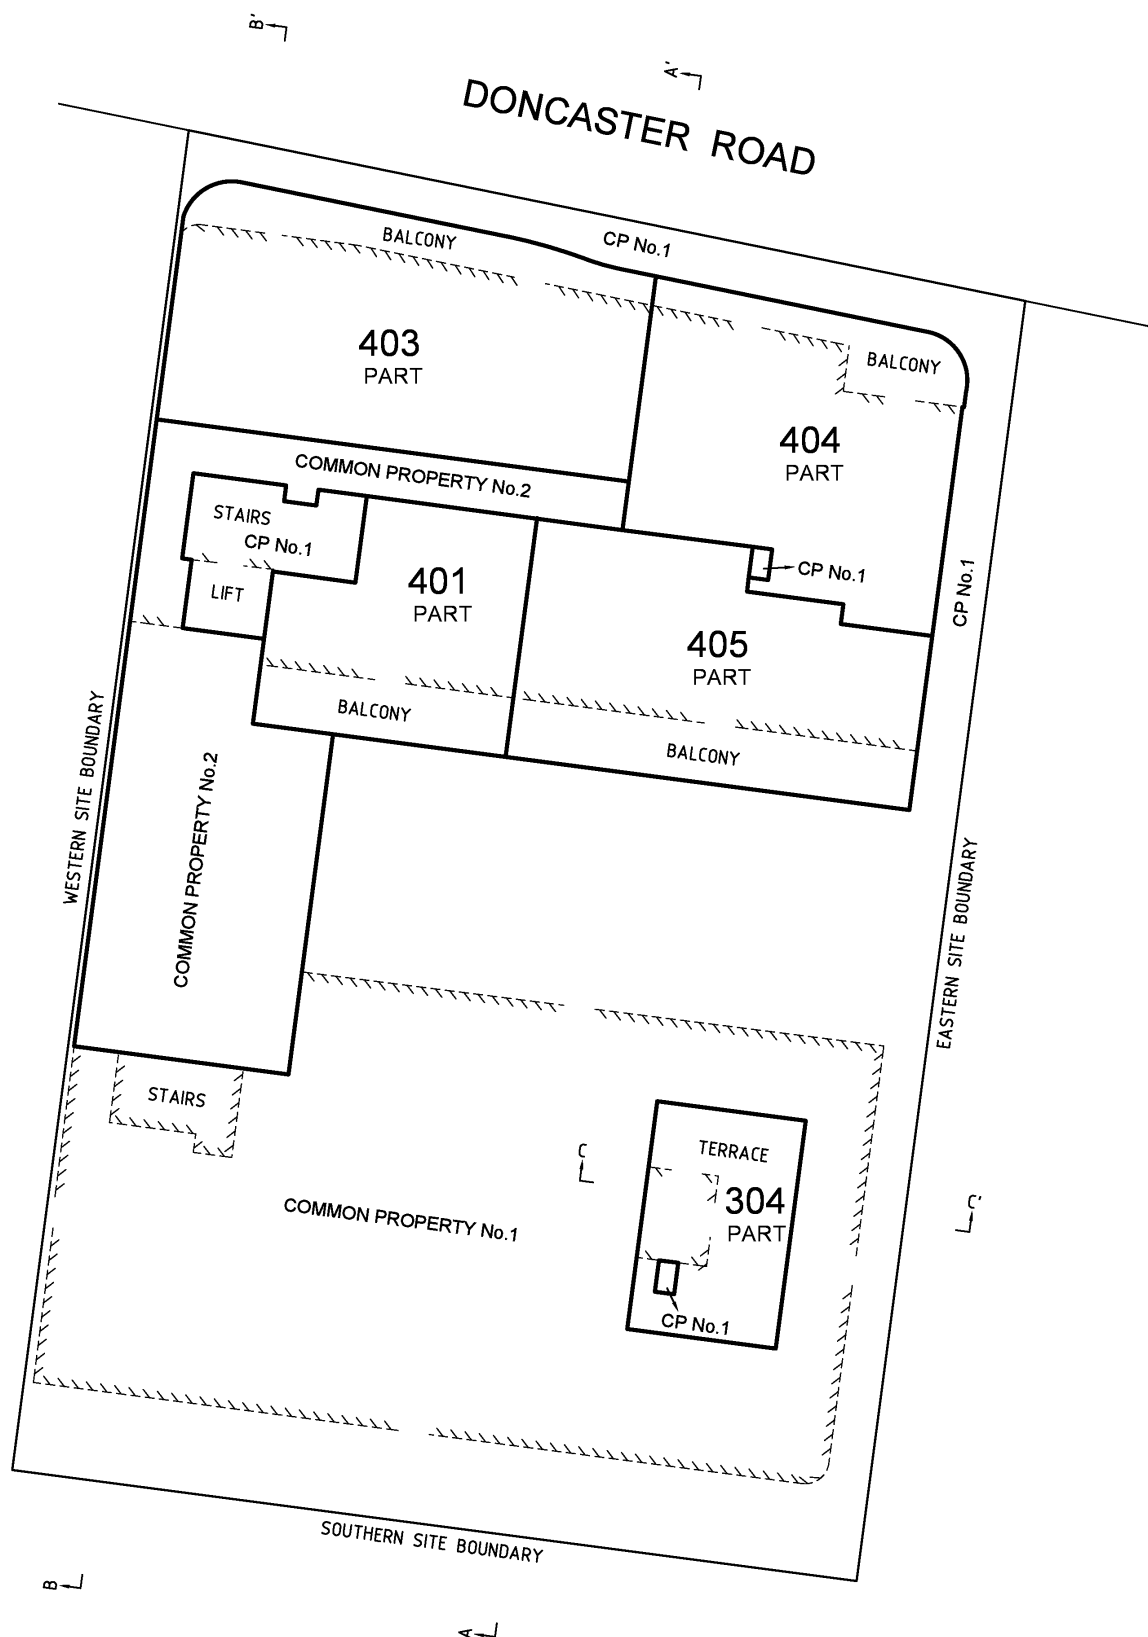 B'
A'
DONCASTER ROAD
CP No.1
BALCONY
403
PART
BALCONY
404
PART
COMMON PROPERTY No.2
STAIRS
CP No.1
LIFT
401
PART
CP No.1
CP No.1
405
PART
BALCONY
BALCONY
WESTERN SITE BOUNDARY
COMMON PROPERTY No.2
EASTERN SITE BOUNDARY
STAIRS
C
TERRACE
304
PART
C'
COMMON PROPERTY No.1
CP No.1
SOUTHERN SITE BOUNDARY
B
A